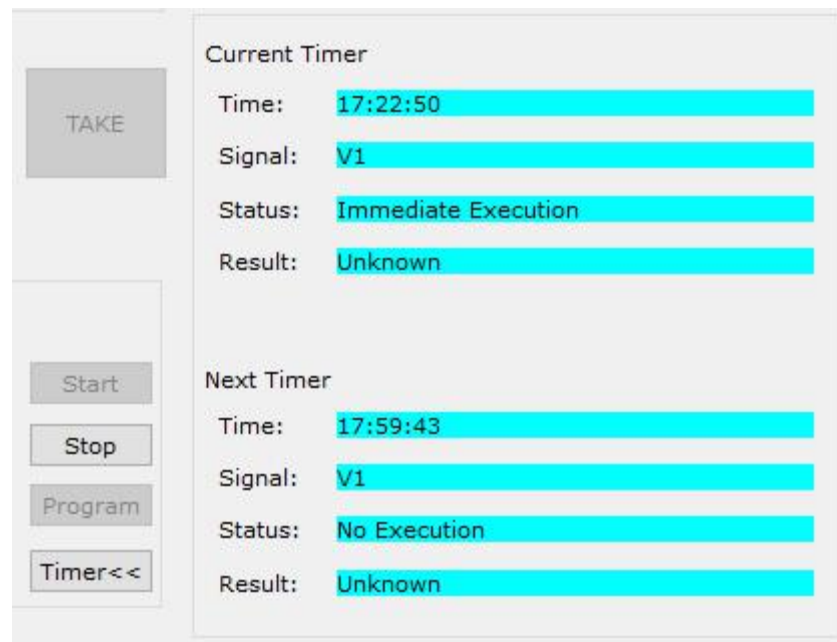 TAKE
Start
Stop
Program
Timer<<
Current Timer
Time: 17:22:50
Signal: V1
Status: Immediate Execution
Result: Unknown
Next Timer
Time: 17:59:43
Signal: V1
Status: No Execution
Result: Unknown